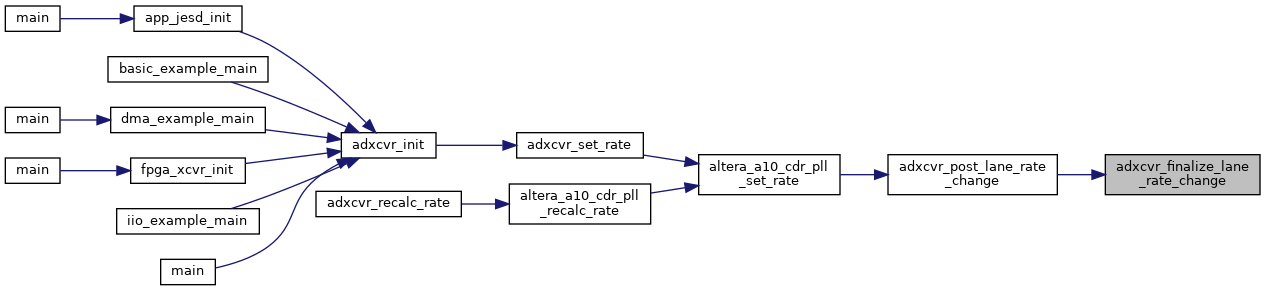 main
app_jesd_init
basic_example_main
main
dma_example_main
adxcvr_init
adxcvr_set_rate
altera_a10_cdr_pll
_set_rate
adxcvr_post_lane_rate
_change
adxcvr_finalize_lane
_rate_change
main
fpga_xcvr_init
adxcvr_recalc_rate
altera_a10_cdr_pll
_recalc_rate
iio_example_main
main